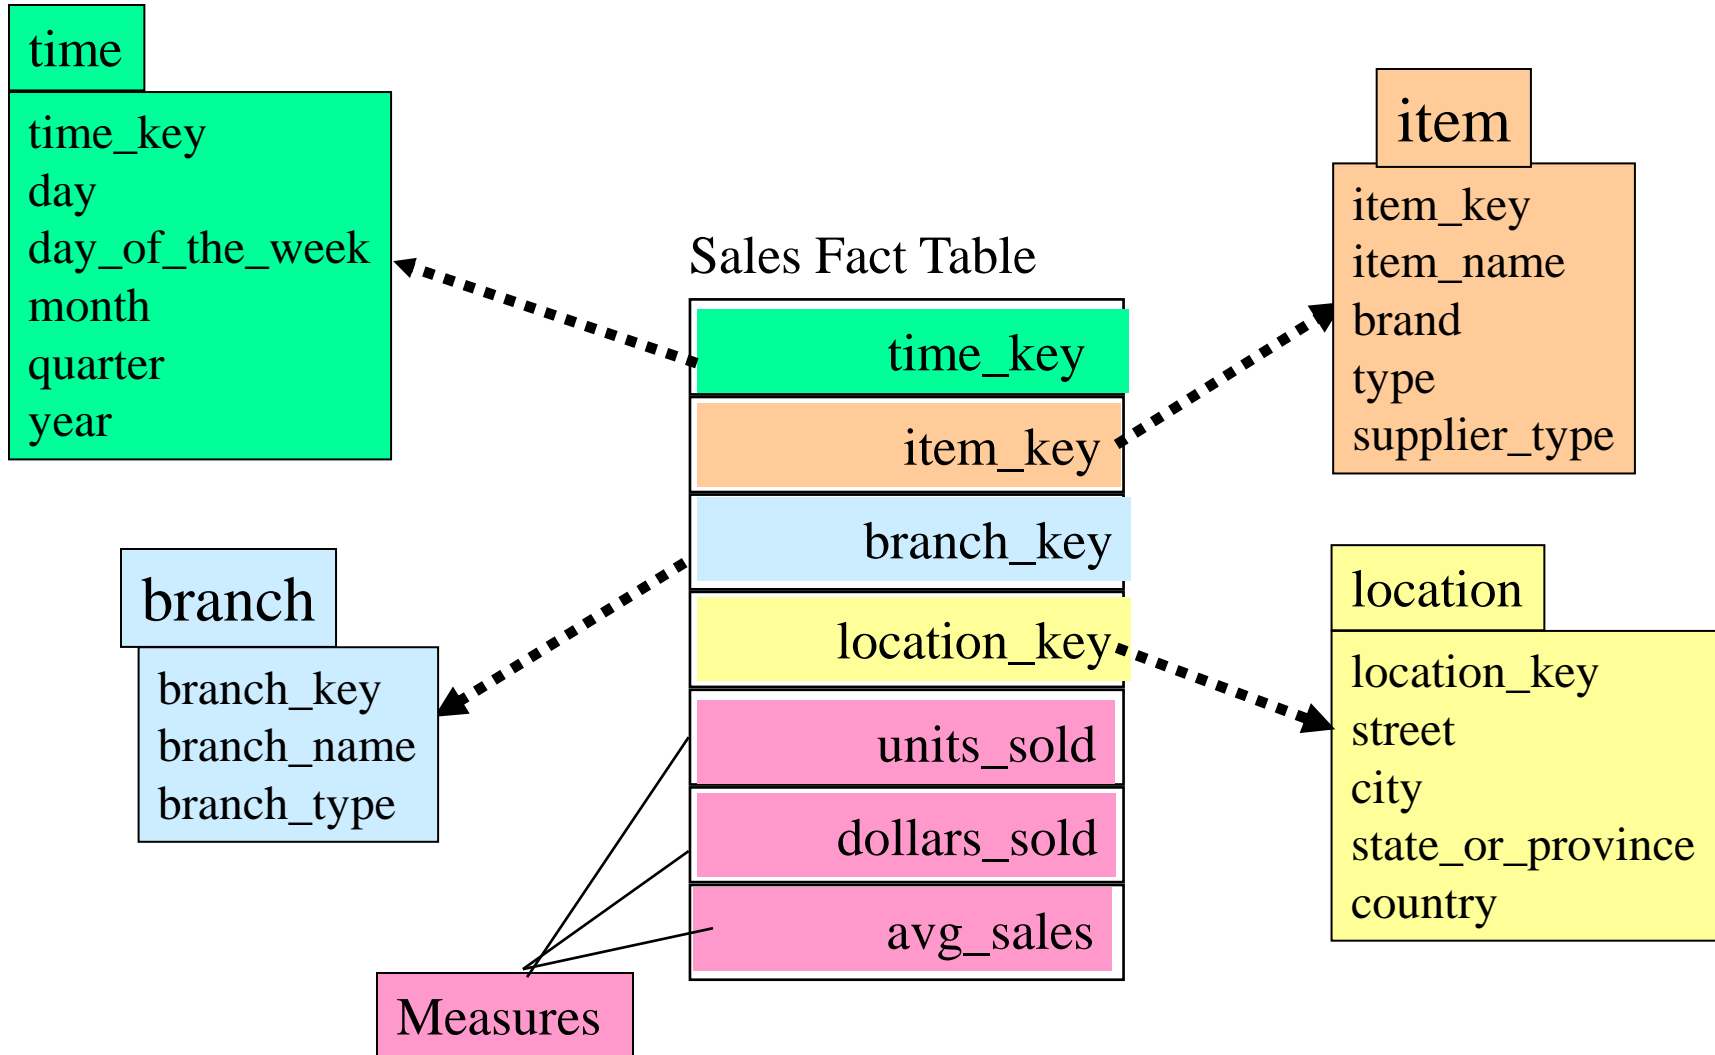 time
time_key
day
day_of_the_week
month
quarter
year
item
item_key
item_name
brand
type
supplier_type
Sales Fact Table
time_key
item_key
branch_key
location_key
units_sold
dollars_sold
avg_sales
branch
branch_key
branch_name
branch_type
location
location_key
street
city
state_or_province
country
Measures